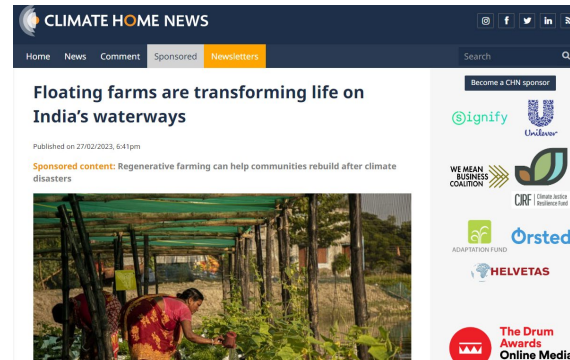 CLIMATE HOME NEWS
Home News Comment Sponsored Newsletters Search
Floating farms are transforming life on
India's waterways
Published on 27/02/2023, 6:41pm
Sponsored content: Regenerative farming can help communities rebuild after climate
disasters
Become a CHN sponsor
Signify
Unilever
WE MEAN
BUSINESS
COALITION
CJRF Climate Justice
Resilience Fund
af
ADAPTATION FUND
Ørsted
HELVETAS
The Drum
Awards
Online Media